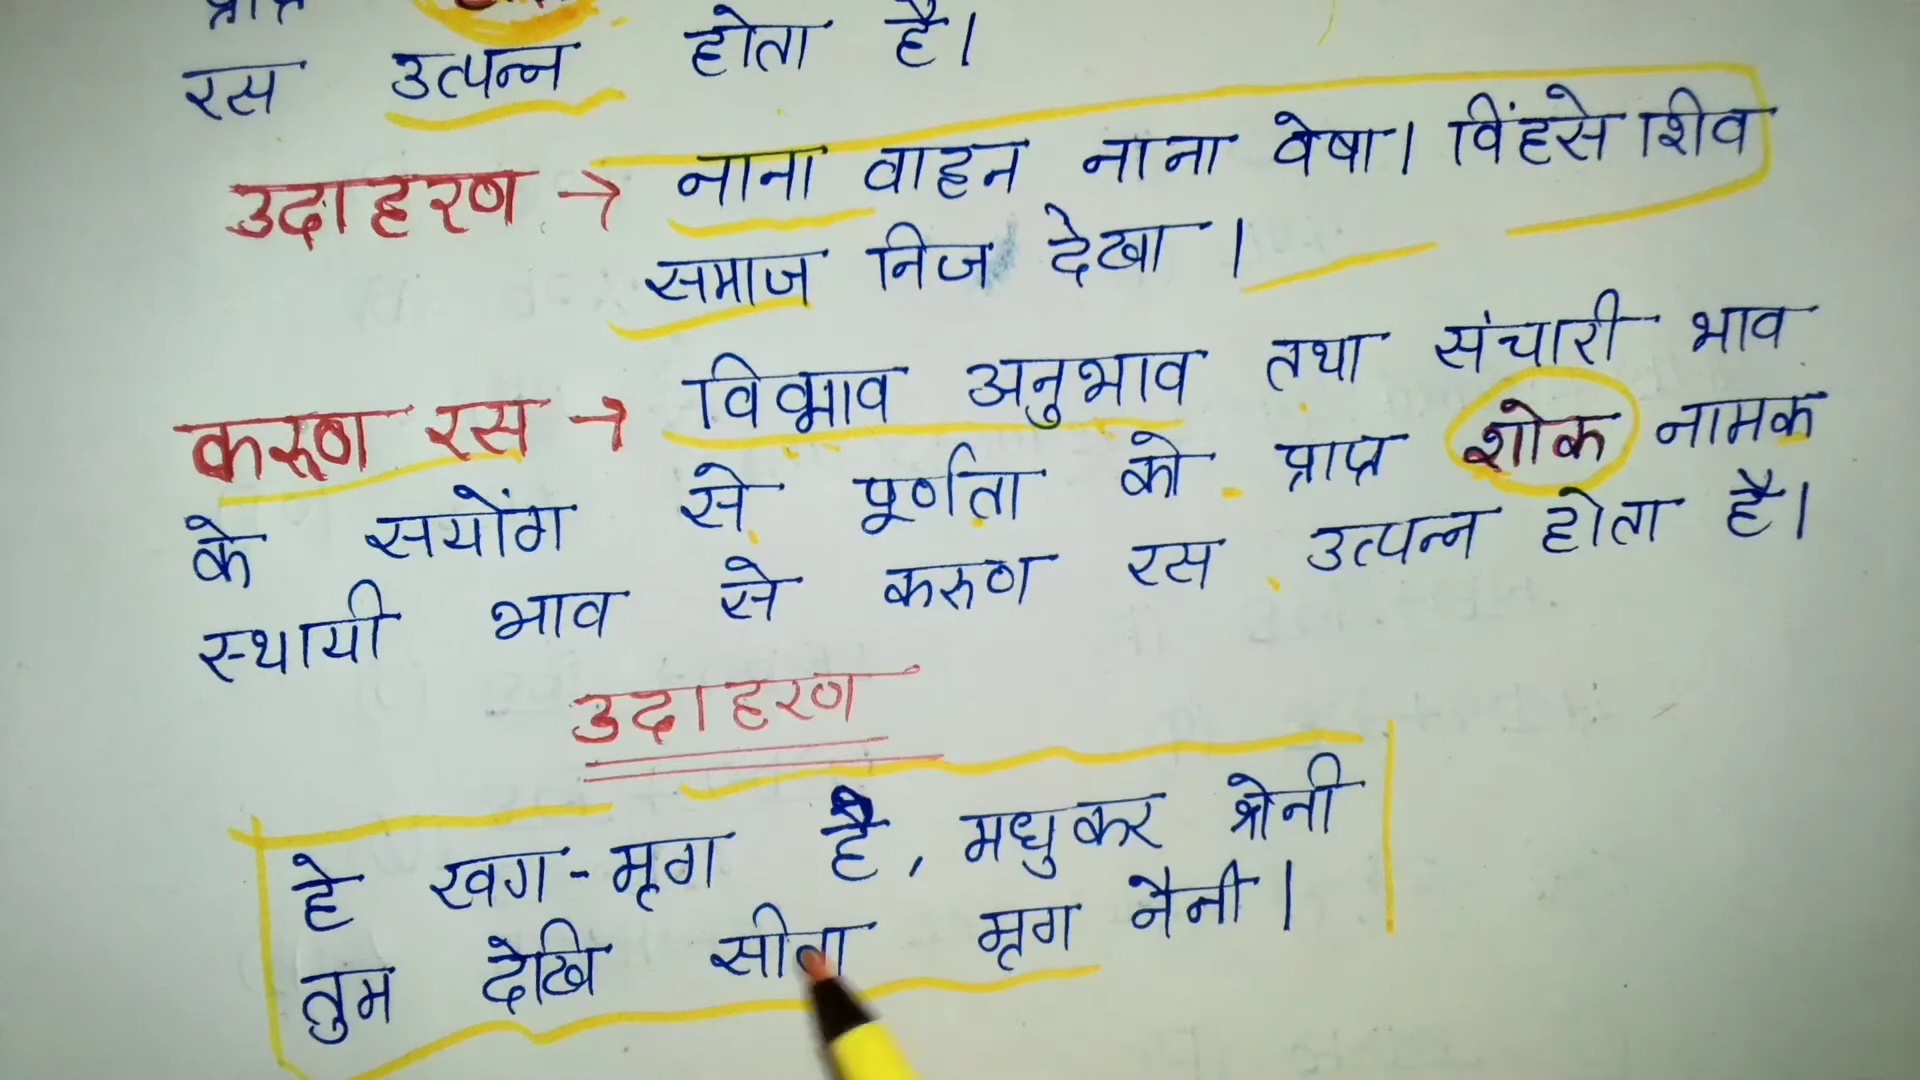 रस उत्पन्न होता है।
उदाहरण → नाना वाहन नाना वेषा। विंहसे शिव
समाज निज देखा।
करूण रस → विभाव अनुभाव तथा संचारी भाव
के सयोंग से पूर्णता को प्राप्त शोक नामक
स्थायी भाव से करुण रस उत्पन्न होता है।
उदाहरण
हे खग-मृग है, मधुकर श्रेनी
तुम देखि सीता मृग नैनी।